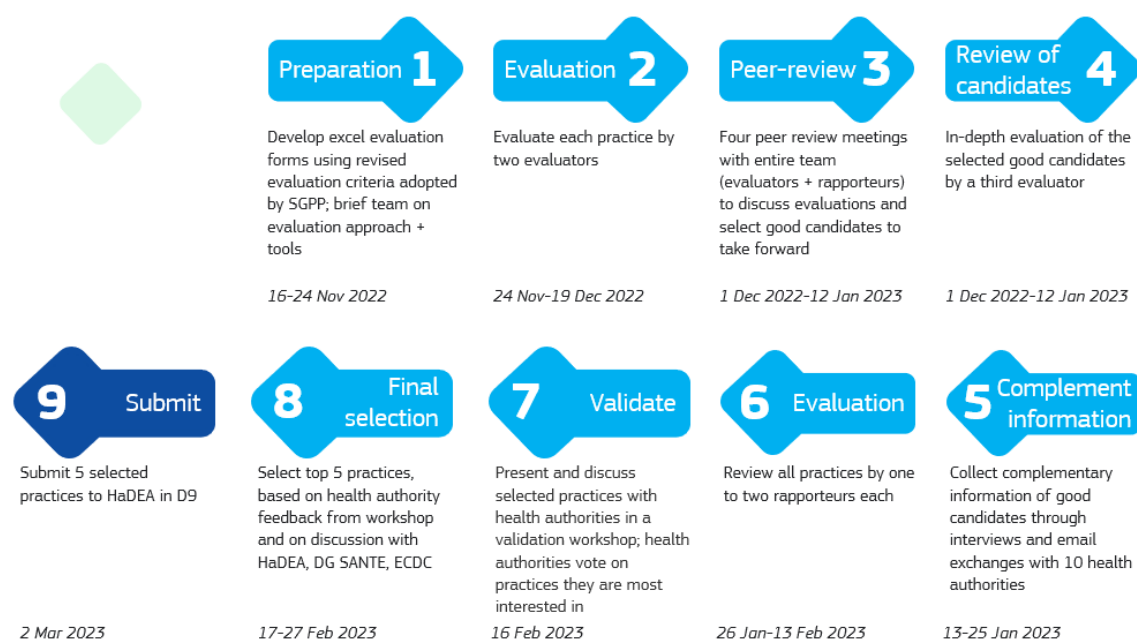 Preparation 1
Develop excel evaluation
forms using revised
evaluation criteria adopted
by SGPP; brief team on
evaluation approach +
tools
16-24 Nov 2022
Evaluation 2
Evaluate each practice by
two evaluators
24 Nov-19 Dec 2022
Peer-review 3
Four peer review meetings
with entire team
(evaluators + rapporteurs)
to discuss evaluations and
select good candidates to
take forward
1 Dec 2022-12 Jan 2023
Review of
candidates 4
In-depth evaluation of the
selected good candidates
by a third evaluator
1 Dec 2022-12 Jan 2023
5 Complement
information
Collect complementary
information of good
candidates through
interviews and email
exchanges with 10 health
authorities
13-25 Jan 2023
6 Evaluation
Review all practices by one
to two rapporteurs each
26 Jan-13 Feb 2023
7 Validate
Present and discuss
selected practices with
health authorities in a
validation workshop; health
authorities vote on
practices they are most
interested in
16 Feb 2023
8 Final
selection
Select top 5 practices,
based on health authority
feedback from workshop
and on discussion with
HaDEA, DG SANTE, ECDC
17-27 Feb 2023
9 Submit
Submit 5 selected
practices to HaDEA in D9
2 Mar 2023